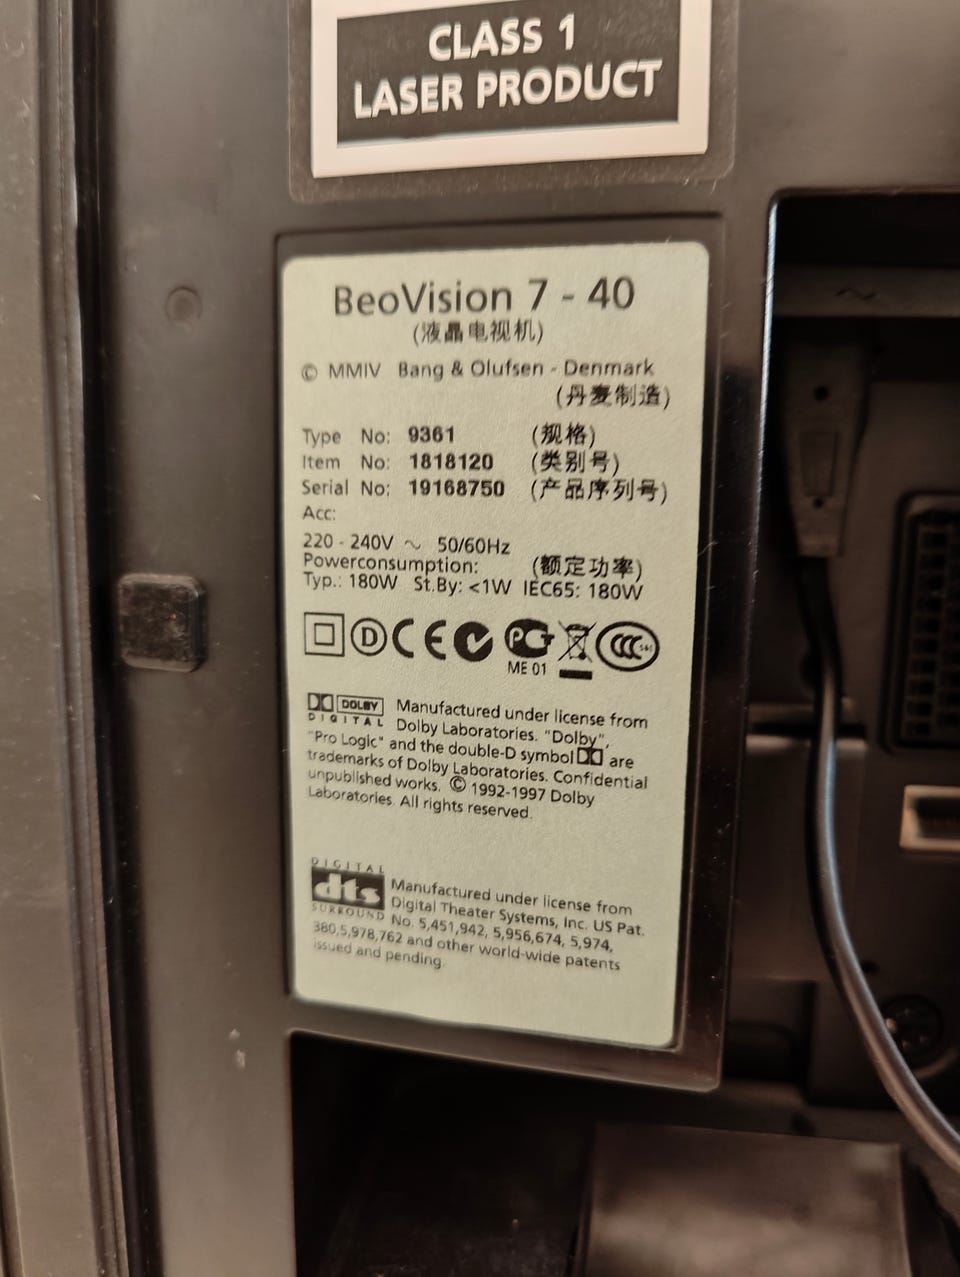 CLASS 1
LASER PRODUCT
BeoVision 7 - 40
(液晶电视机)
© MMIV Bang & Olufsen - Denmark
(丹麦制造)
Type No: 9361 (规格)
Item No: 1818120 (类别号)
Serial No: 19168750 (产品序列号)
Acc:
220 - 240V ~ 50/60Hz
Powerconsumption: (额定功率)
Typ.: 180W St.By: <1W IEC65: 180W
D CE PCT CCC S&E
ME 01
DOLBY
DIGITAL
Manufactured under license from
Dolby Laboratories. "Dolby",
"Pro Logic" and the double-D symbol are
trademarks of Dolby Laboratories. Confidential
unpublished works. © 1992-1997 Dolby
Laboratories. All rights reserved.
DIGITAL
dts
SURROUND
Manufactured under license from
Digital Theater Systems, Inc. US Pat.
No. 5,451,942, 5,956,674, 5,974,
380,5,978,762 and other world-wide patents
issued and pending.